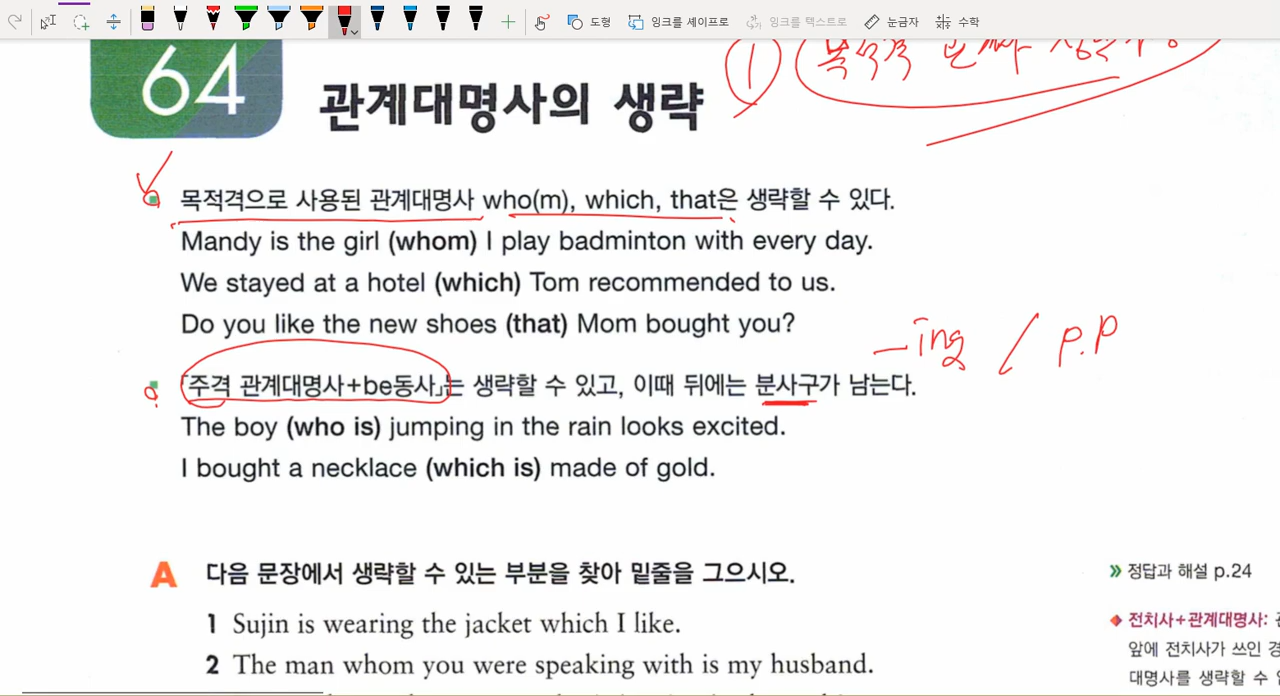 도형 잉크를 셰이프로 잉크를 텍스트로 눈금자 수학
①
64 관계대명사의 생략
목적격으로 사용된 관계대명사 who(m), which, that은 생략할 수 있다.
Mandy is the girl (whom) I play badminton with every day.
We stayed at a hotel (which) Tom recommended to us.
Do you like the new shoes (that) Mom bought you?
-ing / p.p
「주격 관계대명사+be동사」는 생략할 수 있고, 이때 뒤에는 분사구가 남는다.
The boy (who is) jumping in the rain looks excited.
I bought a necklace (which is) made of gold.
A 다음 문장에서 생략할 수 있는 부분을 찾아 밑줄을 그으시오.
» 정답과 해설 p.24
1 Sujin is wearing the jacket which I like.
2 The man whom you were speaking with is my husband.
전치사+관계대명사:
앞에 전치사가 쓰인
대명사를 생략할 수